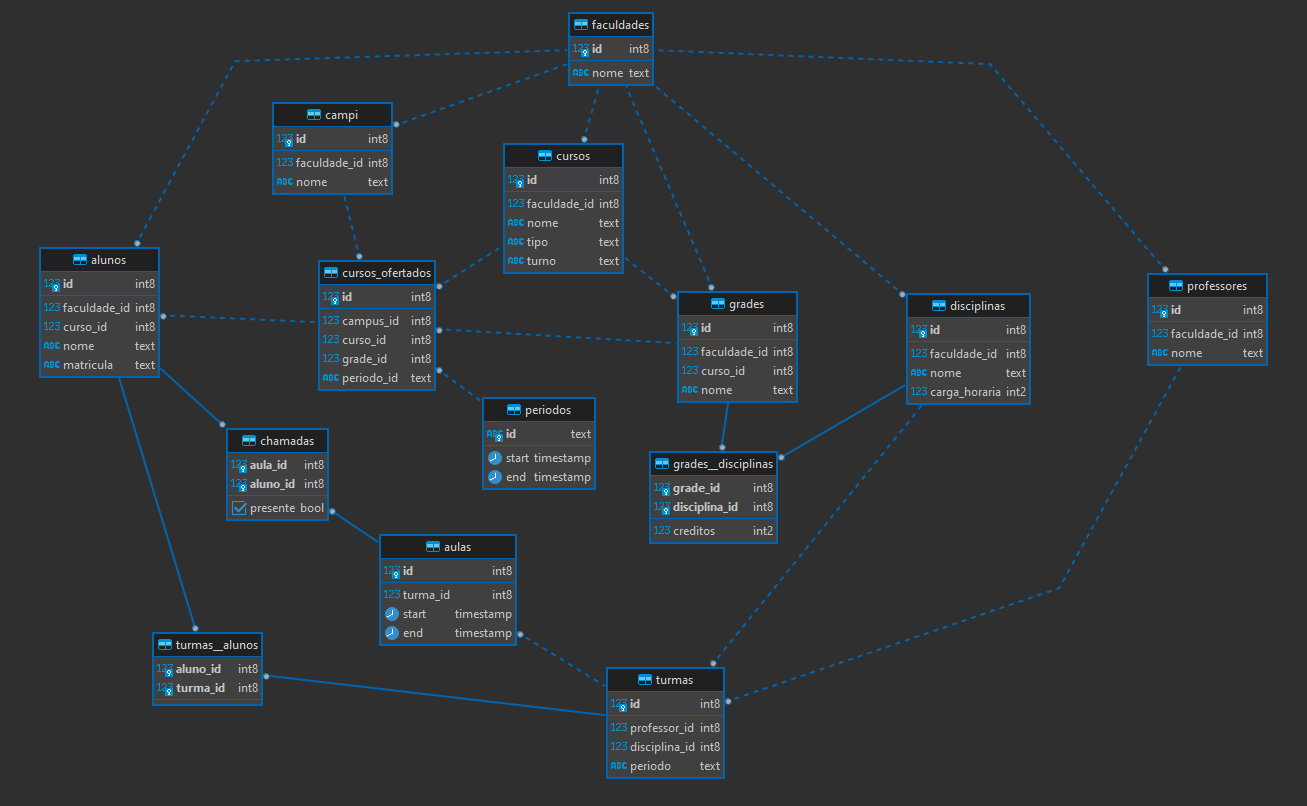 faculdades
123 id int8
ABC nome text
campi
123 id int8
123 faculdade_id int8
ABC nome text
cursos
123 id int8
123 faculdade_id int8
ABC nome text
ABC tipo text
ABC turno text
alunos
123 id int8
123 faculdade_id int8
123 curso_id int8
ABC nome text
ABC matricula text
cursos_ofertados
123 id int8
123 campus_id int8
123 curso_id int8
123 grade_id int8
ABC periodo_id text
grades
123 id int8
123 faculdade_id int8
123 curso_id int8
ABC nome text
disciplinas
123 id int8
123 faculdade_id int8
ABC nome text
123 carga_horaria int2
professores
123 id int8
123 faculdade_id int8
ABC nome text
periodos
ABC id text
start timestamp
end timestamp
chamadas
123 aula_id int8
123 aluno_id int8
presente bool
grades__disciplinas
123 grade_id int8
123 disciplina_id int8
123 creditos int2
aulas
123 id int8
123 turma_id int8
start timestamp
end timestamp
turmas__alunos
123 aluno_id int8
123 turma_id int8
turmas
123 id int8
123 professor_id int8
123 disciplina_id int8
ABC periodo text